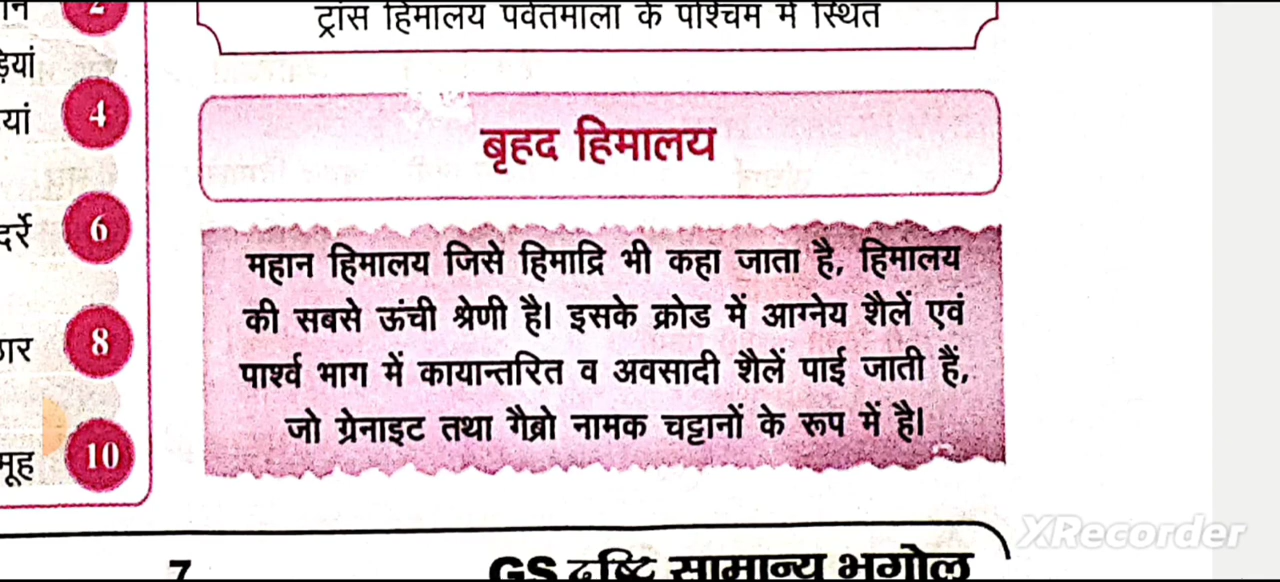 2
ट्रांस हिमालय पर्वतमाला के पश्चिम में स्थित
ड़ियां
यां
4
बृहद हिमालय
दर्रे
6
महान हिमालय जिसे हिमाद्रि भी कहा जाता है, हिमालय
की सबसे ऊंची श्रेणी है। इसके क्रोड में आग्नेय शैलें एवं
पार्श्व भाग में कायान्तरित व अवसादी शैलें पाई जाती हैं,
जो ग्रेनाइट तथा गैब्रो नामक चट्टानों के रूप में है।
ार
8
मूह
10
7
GS दृष्टि सामान्य भूगोल
XRecorder